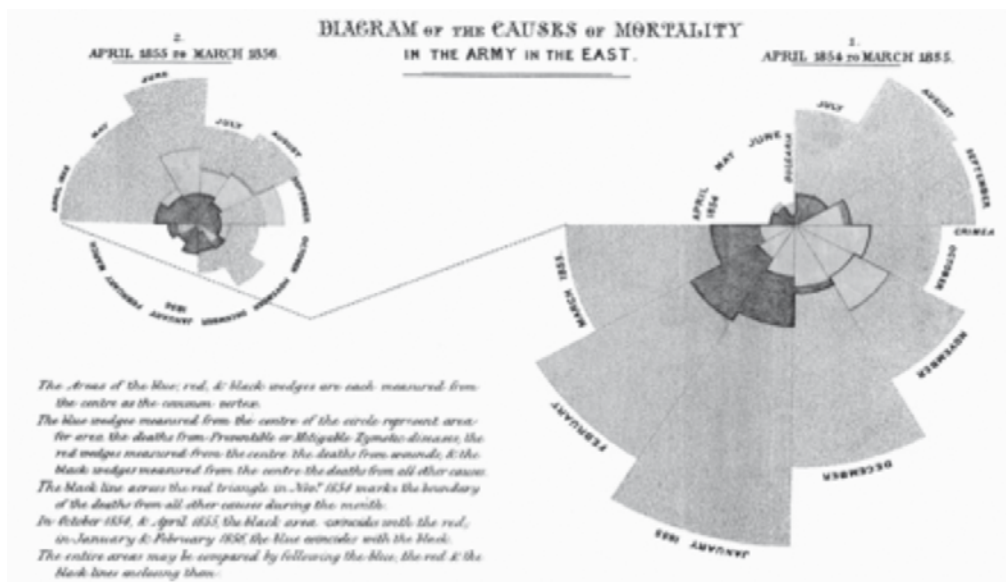 DIAGRAM OF THE CAUSES OF MORTALITY
IN THE ARMY IN THE EAST.
2.
APRIL 1855 TO MARCH 1856.
1.
APRIL 1854 TO MARCH 1855.
APRIL 1855
MAY
JUNE
JULY
AUGUST
SEPTEMBER
OCTOBER
NOVEMBER
DECEMBER
JANUARY
1856
FEBRUARY
MARCH
APRIL
1854
MAY
JUNE
BULGARIA
JULY
AUGUST
SEPTEMBER
CRIMEA
OCTOBER
NOVEMBER
DECEMBER
JANUARY 1855
FEBRUARY
MARCH 1855
The Areas of the blue, red, & black wedges are each measured from
the centre as the common vertex.
The blue wedges measured from the centre of the circle represent area
for area the deaths from Preventible or Mitigable Zymotic diseases, the
red wedges measured from the centre the deaths from wounds, & the
black wedges measured from the centre the deaths from all other causes.
The black line across the red triangle in Nov.r 1854 marks the boundary
of the deaths from all other causes during the month.
In October 1854, & April 1855, the black area coincides with the red,
in January & February 1856, the blue coincides with the black.
The entire areas may be compared by following the blue, the red & the
black lines enclosing them.